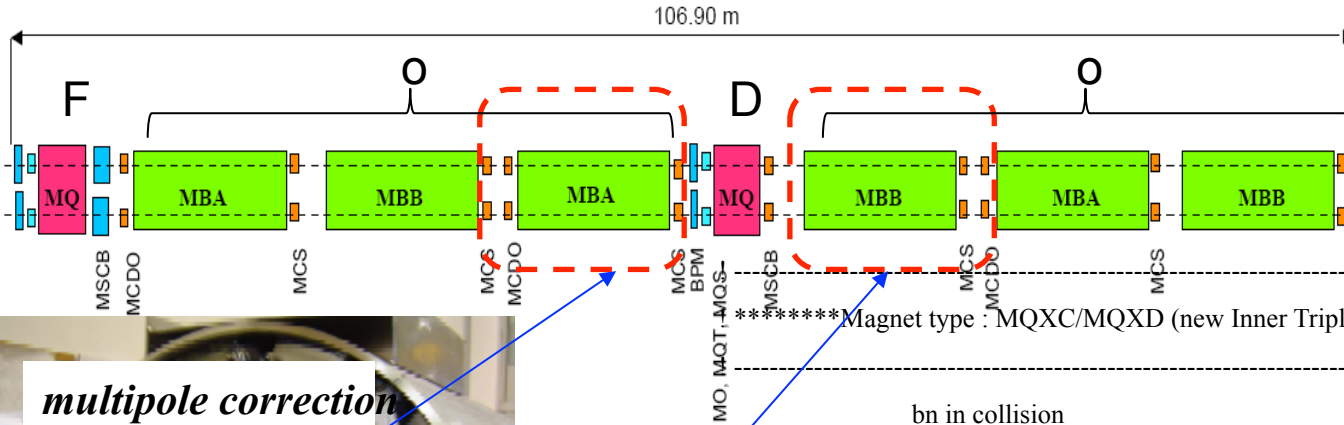 106.90 m
O O
F D
MQ MBA MBB MBA MQ MBB MBA MBB
MSCB
MCDO
MCS
MCS
MCDO
MCS
BPM
MO, MQT, MQS
MSCB
MCS
MCDO
MCS
********Magnet type : MQXC/MQXD (new Inner Tripl
multipole correction
bn in collision